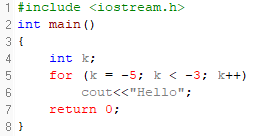 1 #include <iostream.h>
2 int main()
3 {
4     int k;
5     for (k = -5; k < -3; k++)
6         cout<<"Hello";
7     return 0;
8 }